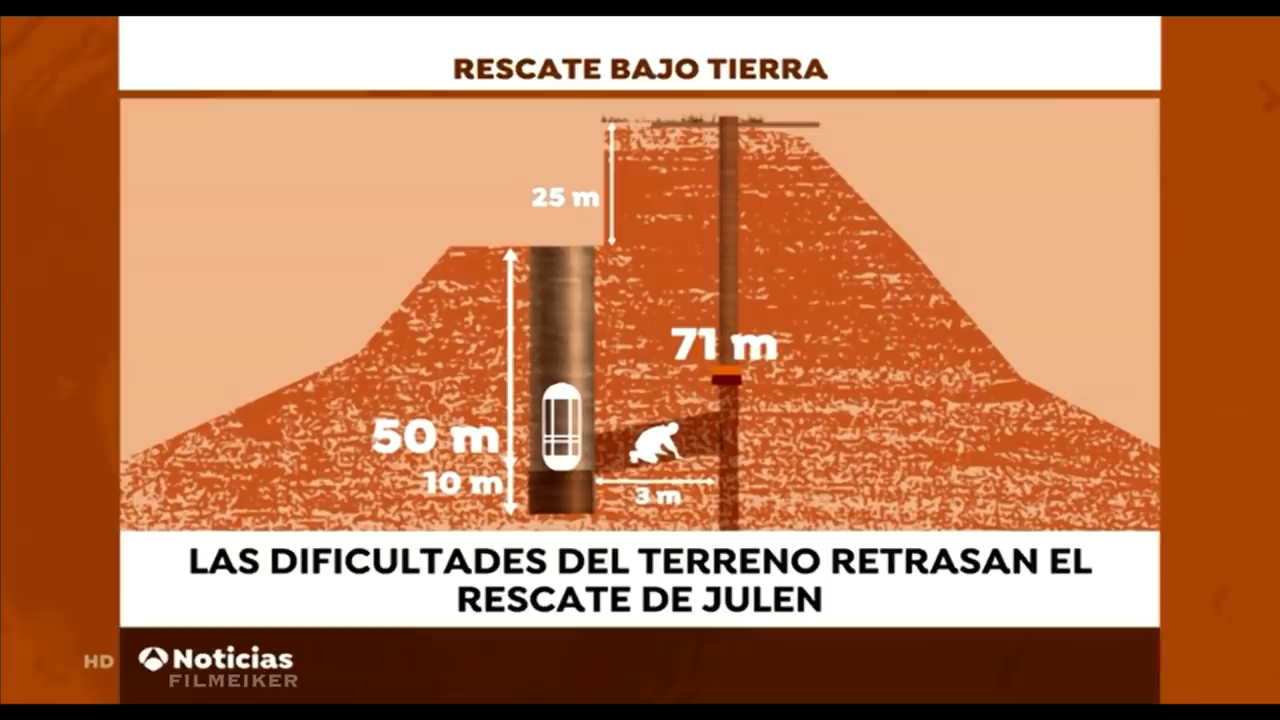 RESCATE BAJO TIERRA
25 m
71 m
50 m
10 m
3 m
LAS DIFICULTADES DEL TERRENO RETRASAN EL
RESCATE DE JULEN
HD Noticias
FILMEIKER